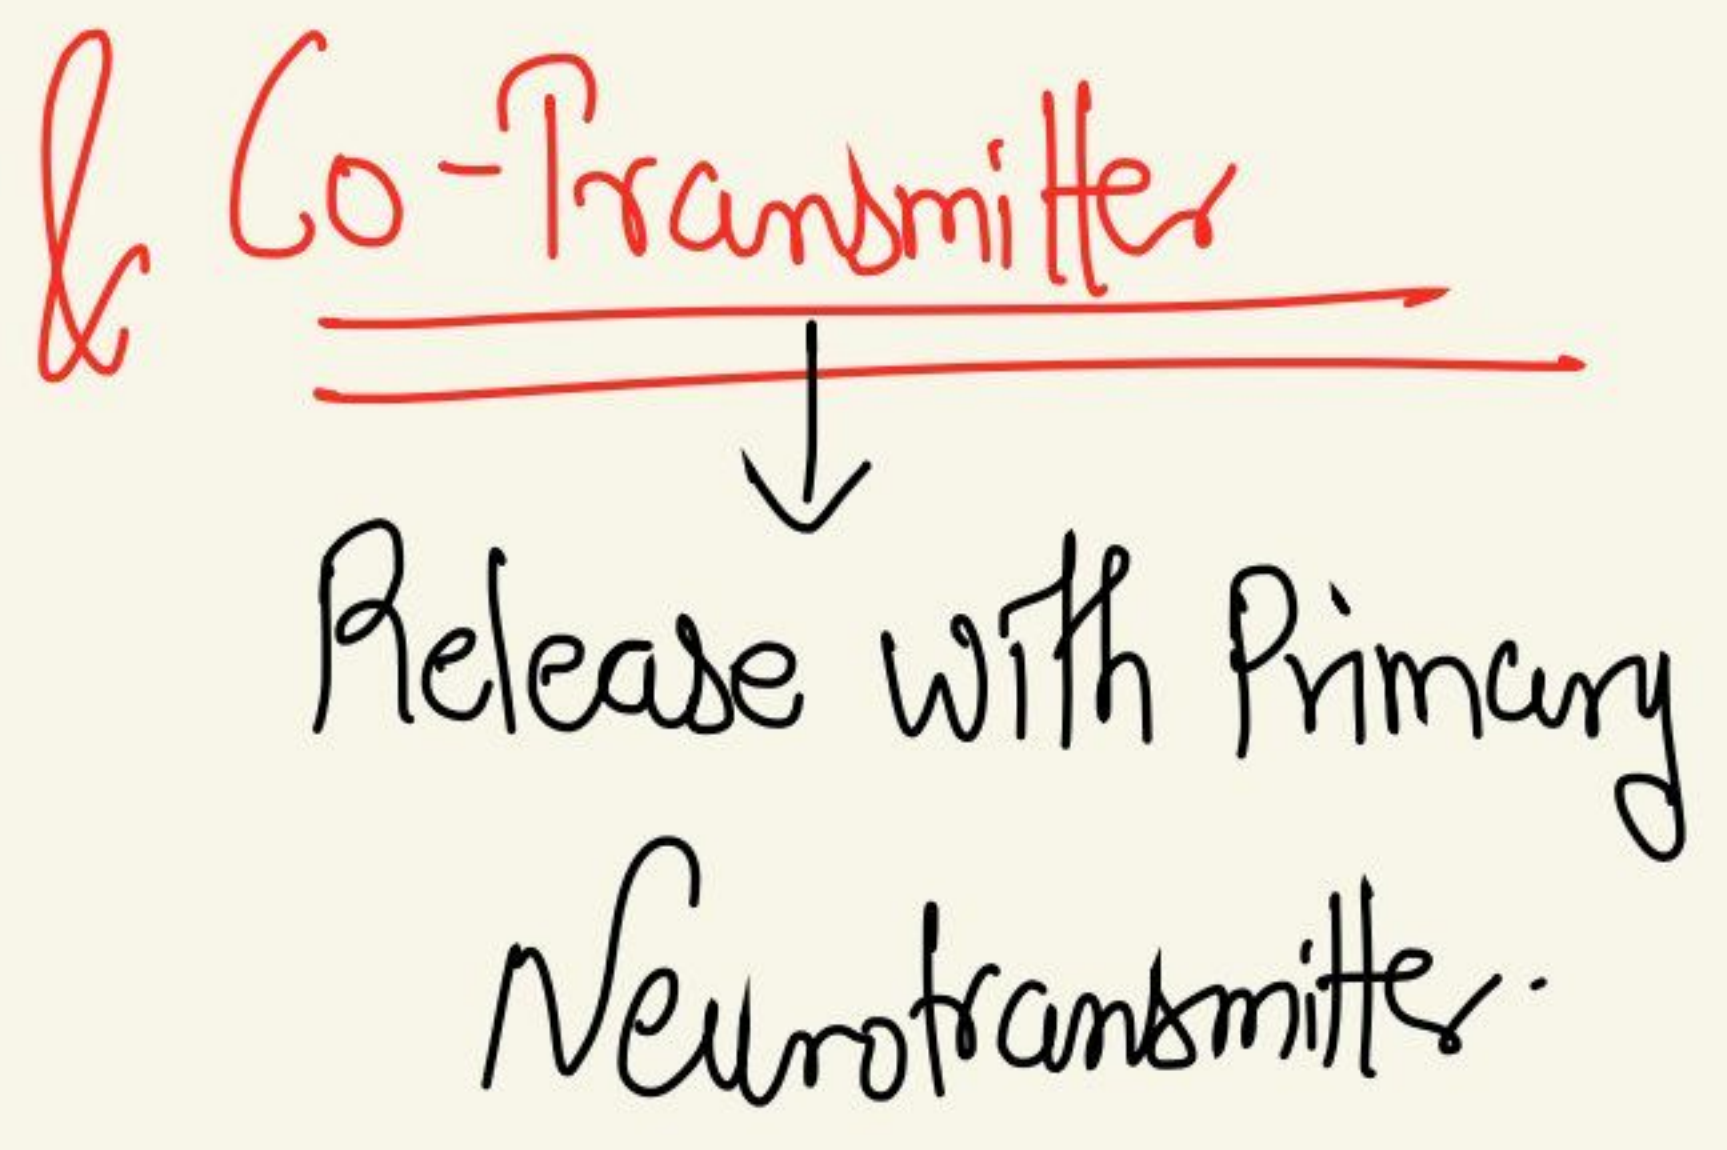 & Co-Transmitter
↓
Release with Primary
Neurotransmitter.